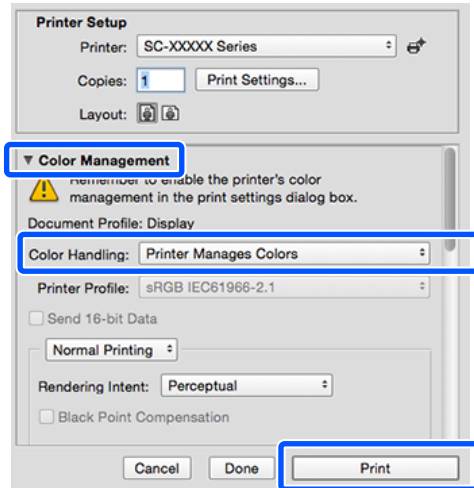 Printer Setup
Printer: SC-XXXXX Series
Copies: 1 Print Settings...
Layout:
▼ Color Management
Remember to enable the printer's color
management in the print settings dialog box.
Document Profile: Display
Color Handling: Printer Manages Colors
Printer Profile: sRGB IEC61966-2.1
Send 16-bit Data
Normal Printing
Rendering Intent: Perceptual
Black Point Compensation
Cancel Done Print